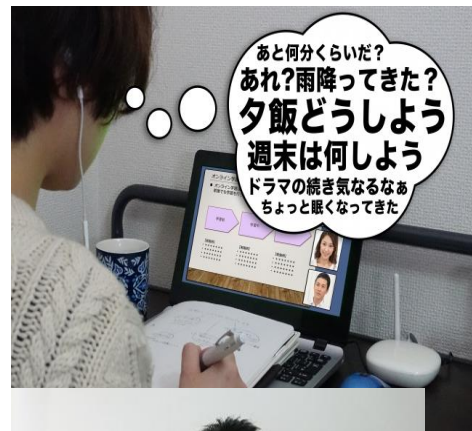 あと何分くらいだ？
あれ?雨降ってきた？
夕飯どうしよう
週末は何しよう
ドラマの続き気なるなぁ
ちょっと眠くなってきた